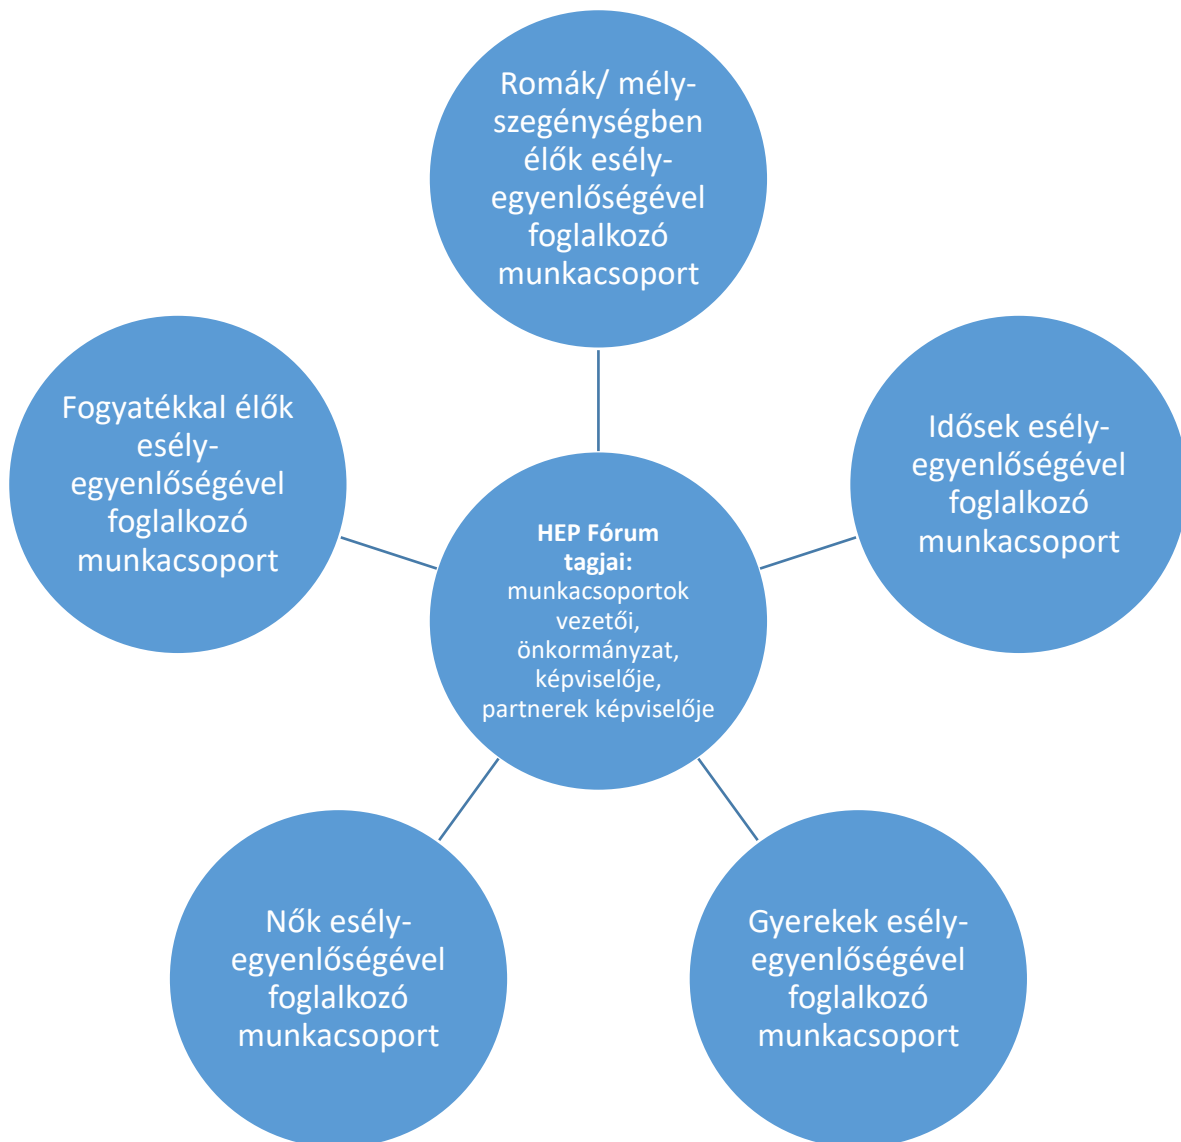 Romák/ mély-
szegénységben
élők esély-
egyenlőségével
foglalkozó
munkacsoport
Fogyatékkal élők
esély-
egyenlőségével
foglalkozó
munkacsoport
Idősek esély-
egyenlőségével
foglalkozó
munkacsoport
HEP Fórum
tagjai:
munkacsoportok
vezetői,
önkormányzat,
képviselője,
partnerek képviselője
Nők esély-
egyenlőségével
foglalkozó
munkacsoport
Gyerekek esély-
egyenlőségével
foglalkozó
munkacsoport